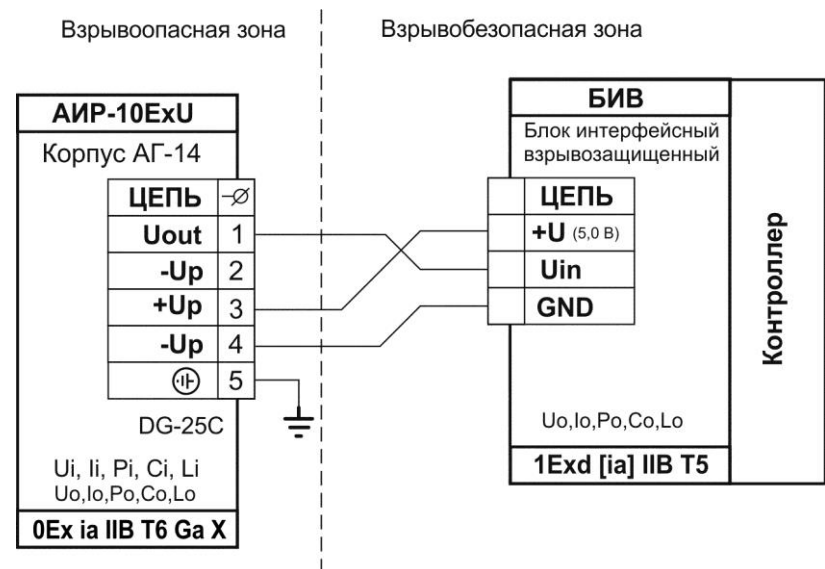 Взрывоопасная зона
Взрывобезопасная зона
АИР-10ExU
Корпус АГ-14
ЦЕПЬ
Uout 1
-Up 2
+Up 3
-Up 4
5
DG-25C
Ui, Ii, Pi, Ci, Li
Uo,Io,Po,Co,Lo
0Ex ia IIB T6 Ga X
БИВ
Блок интерфейсный
взрывозащищенный
ЦЕПЬ
+U (5,0 В)
Uin
GND
Uo,Io,Po,Co,Lo
1Exd [ia] IIB T5
Контроллер